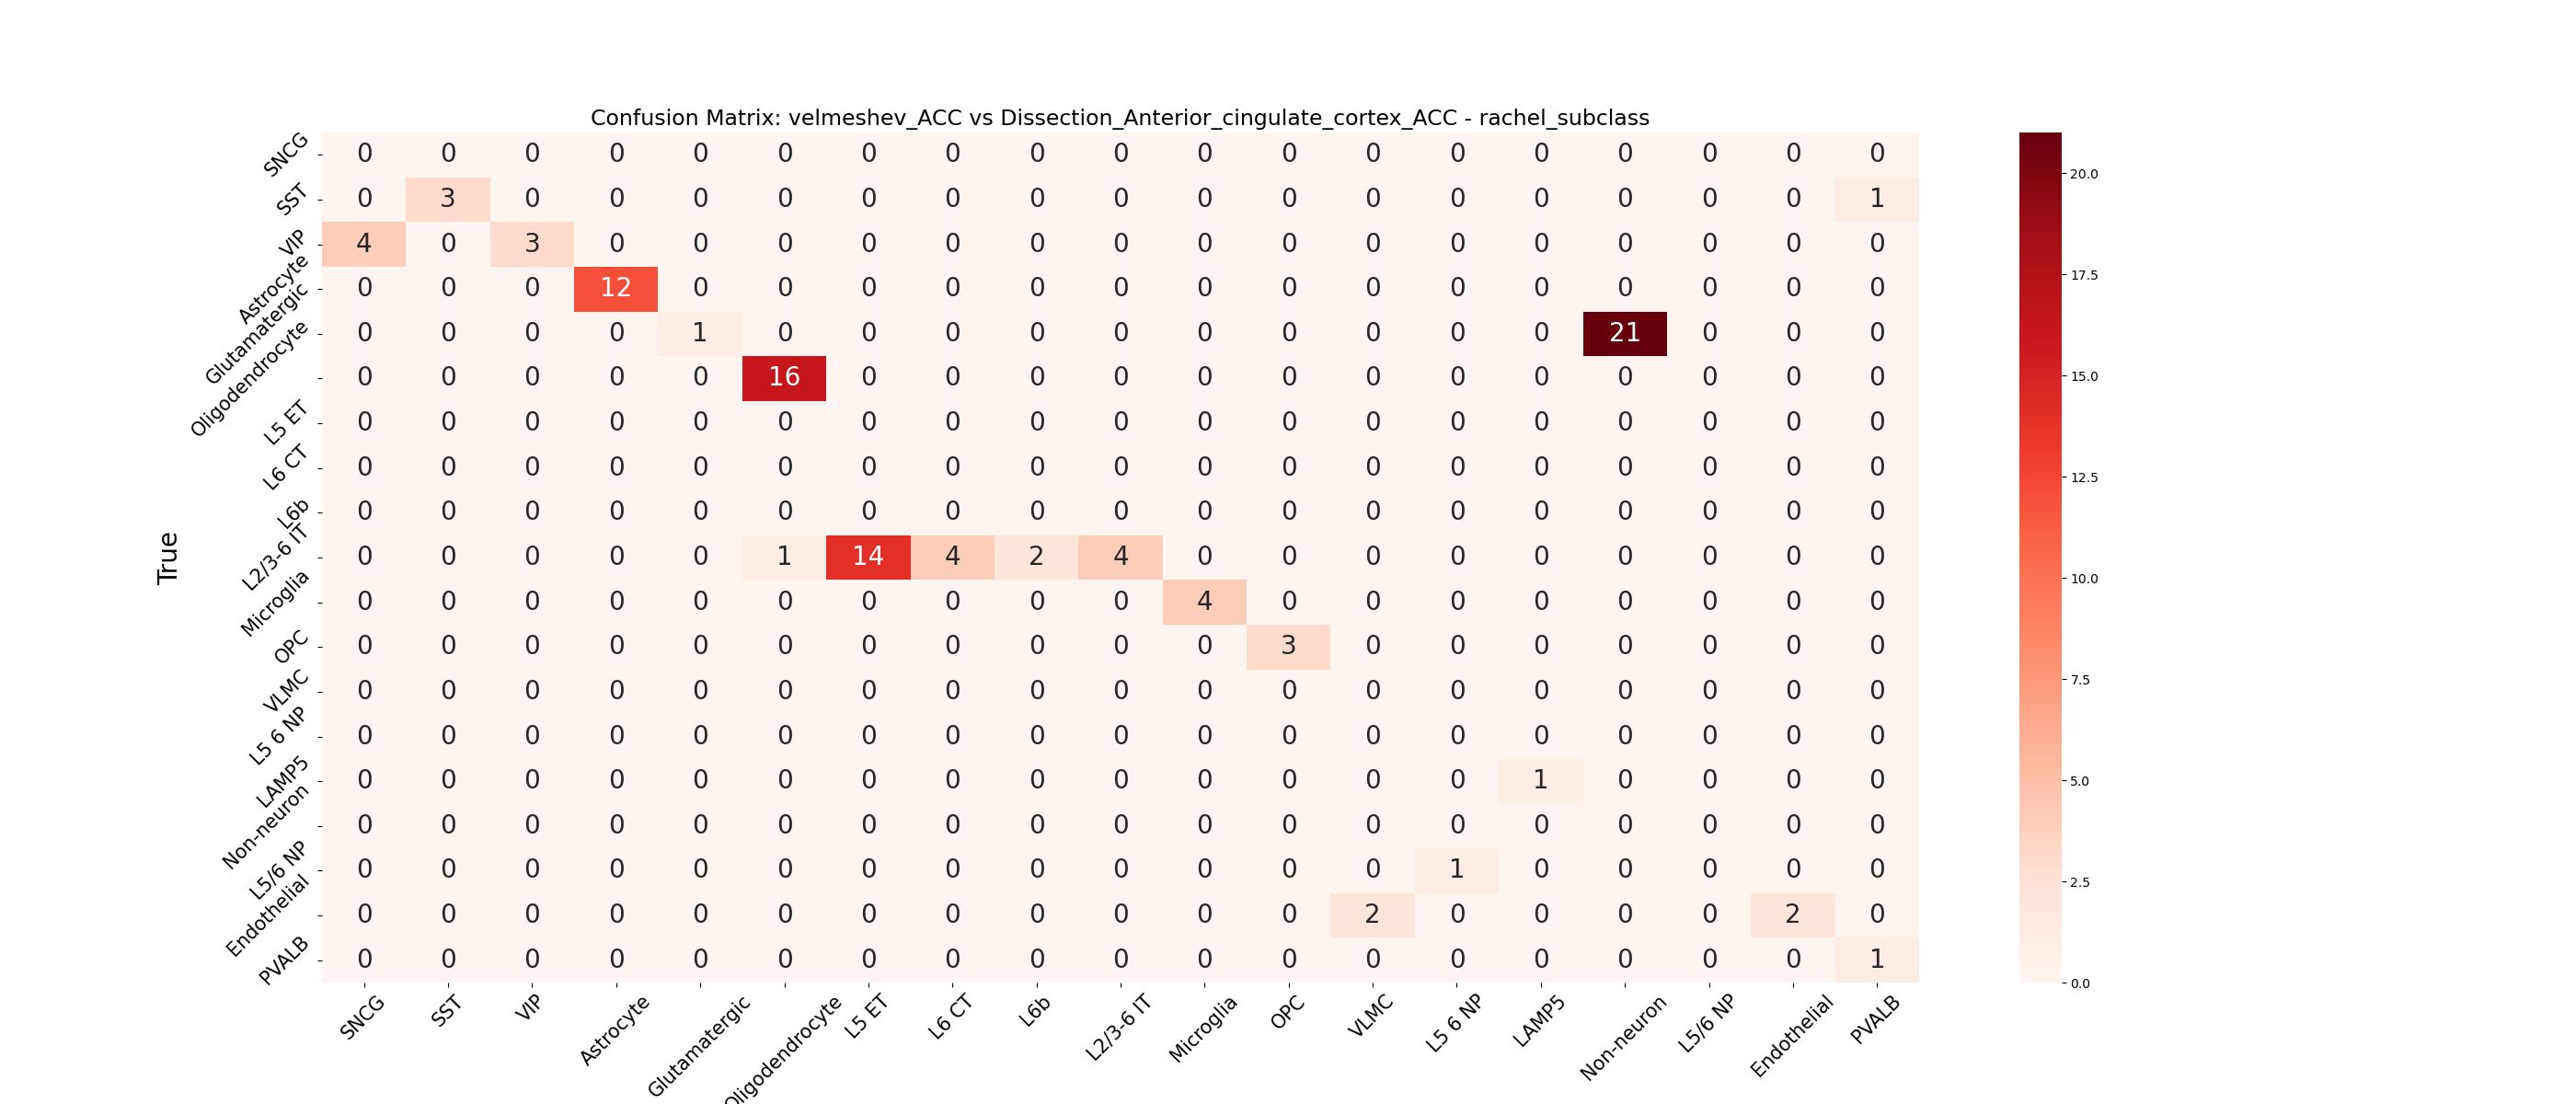 Confusion Matrix: velmeshev_ACC vs Dissection_Anterior_cingulate_cortex_ACC - rachel_subclass
True
SNCG 0 0 0 0 0 0 0 0 0 0 0 0 0 0 0 0 0 0 0
SST 0 3 0 0 0 0 0 0 0 0 0 0 0 0 0 0 0 0 1
VIP 4 0 3 0 0 0 0 0 0 0 0 0 0 0 0 0 0 0 0
Astrocyte 0 0 0 12 0 0 0 0 0 0 0 0 0 0 0 0 0 0 0
Glutamatergic 0 0 0 0 1 0 0 0 0 0 0 0 0 0 0 21 0 0 0
Oligodendrocyte 0 0 0 0 0 16 0 0 0 0 0 0 0 0 0 0 0 0 0
L5 ET 0 0 0 0 0 0 0 0 0 0 0 0 0 0 0 0 0 0 0
L6 CT 0 0 0 0 0 0 0 0 0 0 0 0 0 0 0 0 0 0 0
L6b 0 0 0 0 0 0 0 0 0 0 0 0 0 0 0 0 0 0 0
L2/3-6 IT 0 0 0 0 0 1 14 4 2 4 0 0 0 0 0 0 0 0 0
Microglia 0 0 0 0 0 0 0 0 0 0 4 0 0 0 0 0 0 0 0
OPC 0 0 0 0 0 0 0 0 0 0 0 3 0 0 0 0 0 0 0
VLMC 0 0 0 0 0 0 0 0 0 0 0 0 0 0 0 0 0 0 0
L5 6 NP 0 0 0 0 0 0 0 0 0 0 0 0 0 0 0 0 0 0 0
LAMP5 0 0 0 0 0 0 0 0 0 0 0 0 0 0 1 0 0 0 0
Non-neuron 0 0 0 0 0 0 0 0 0 0 0 0 0 0 0 0 0 0 0
L5/6 NP 0 0 0 0 0 0 0 0 0 0 0 0 0 1 0 0 0 0 0
Endothelial 0 0 0 0 0 0 0 0 0 0 0 0 2 0 0 0 0 2 0
PVALB 0 0 0 0 0 0 0 0 0 0 0 0 0 0 0 0 0 0 1
SNCG SST VIP Astrocyte Glutamatergic Oligodendrocyte L5 ET L6 CT L6b L2/3-6 IT Microglia OPC VLMC L5 6 NP LAMP5 Non-neuron L5/6 NP Endothelial PVALB
20.0
17.5
15.0
12.5
10.0
7.5
5.0
2.5
0.0